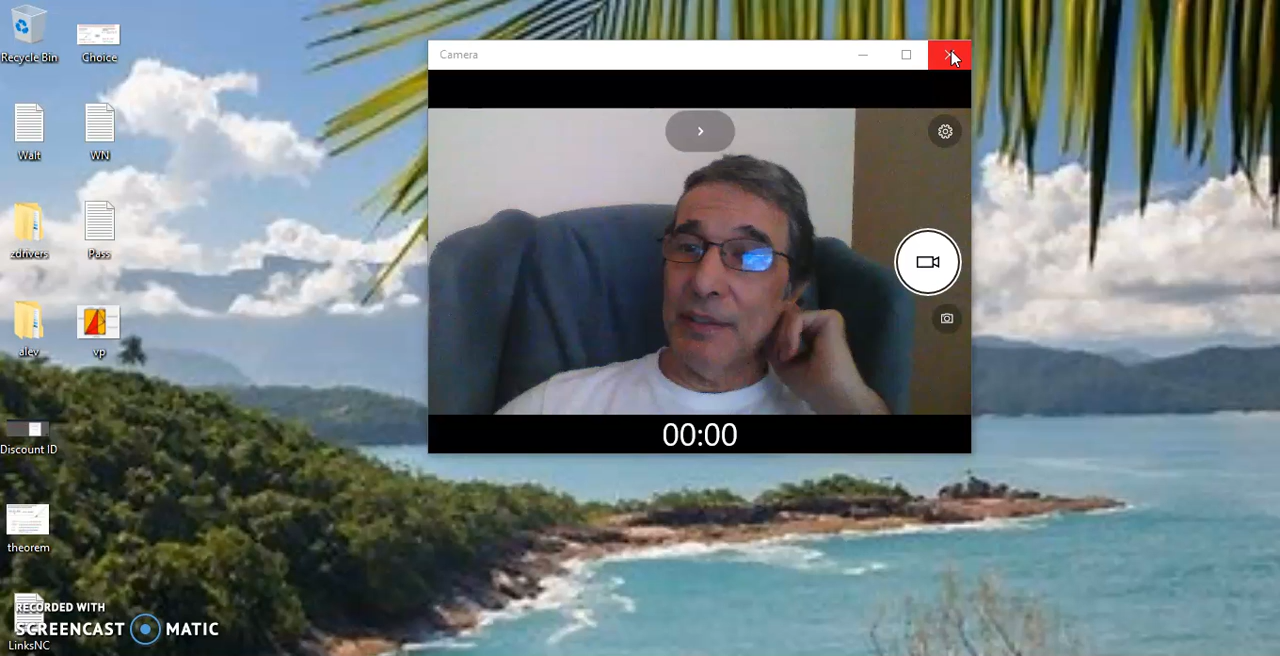 Recycle Bin
Choice
Walt
WN
zdrivers
Pass
alev
vp
Discount ID
theorem
LinksNC
Camera
00:00
RECORDED WITH
SCREENCAST MATIC